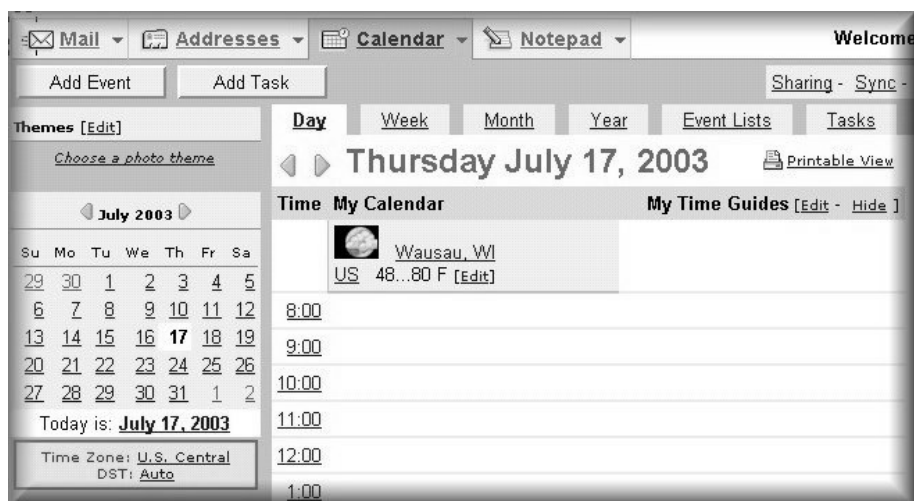 Mail Addresses Calendar Notepad Welcome
Add Event Add Task Sharing - Sync -
Themes [Edit]
Choose a photo theme
July 2003
Su Mo Tu We Th Fr Sa
29 30 1 2 3 4 5
6 7 8 9 10 11 12
13 14 15 16 17 18 19
20 21 22 23 24 25 26
27 28 29 30 31 1 2
Today is: July 17, 2003
Time Zone: U.S. Central
DST: Auto
Day Week Month Year Event Lists Tasks
Thursday July 17, 2003 Printable View
Time My Calendar My Time Guides [Edit - Hide ]
Wausau, WI
US 48...80 F [Edit]
8:00
9:00
10:00
11:00
12:00
1:00